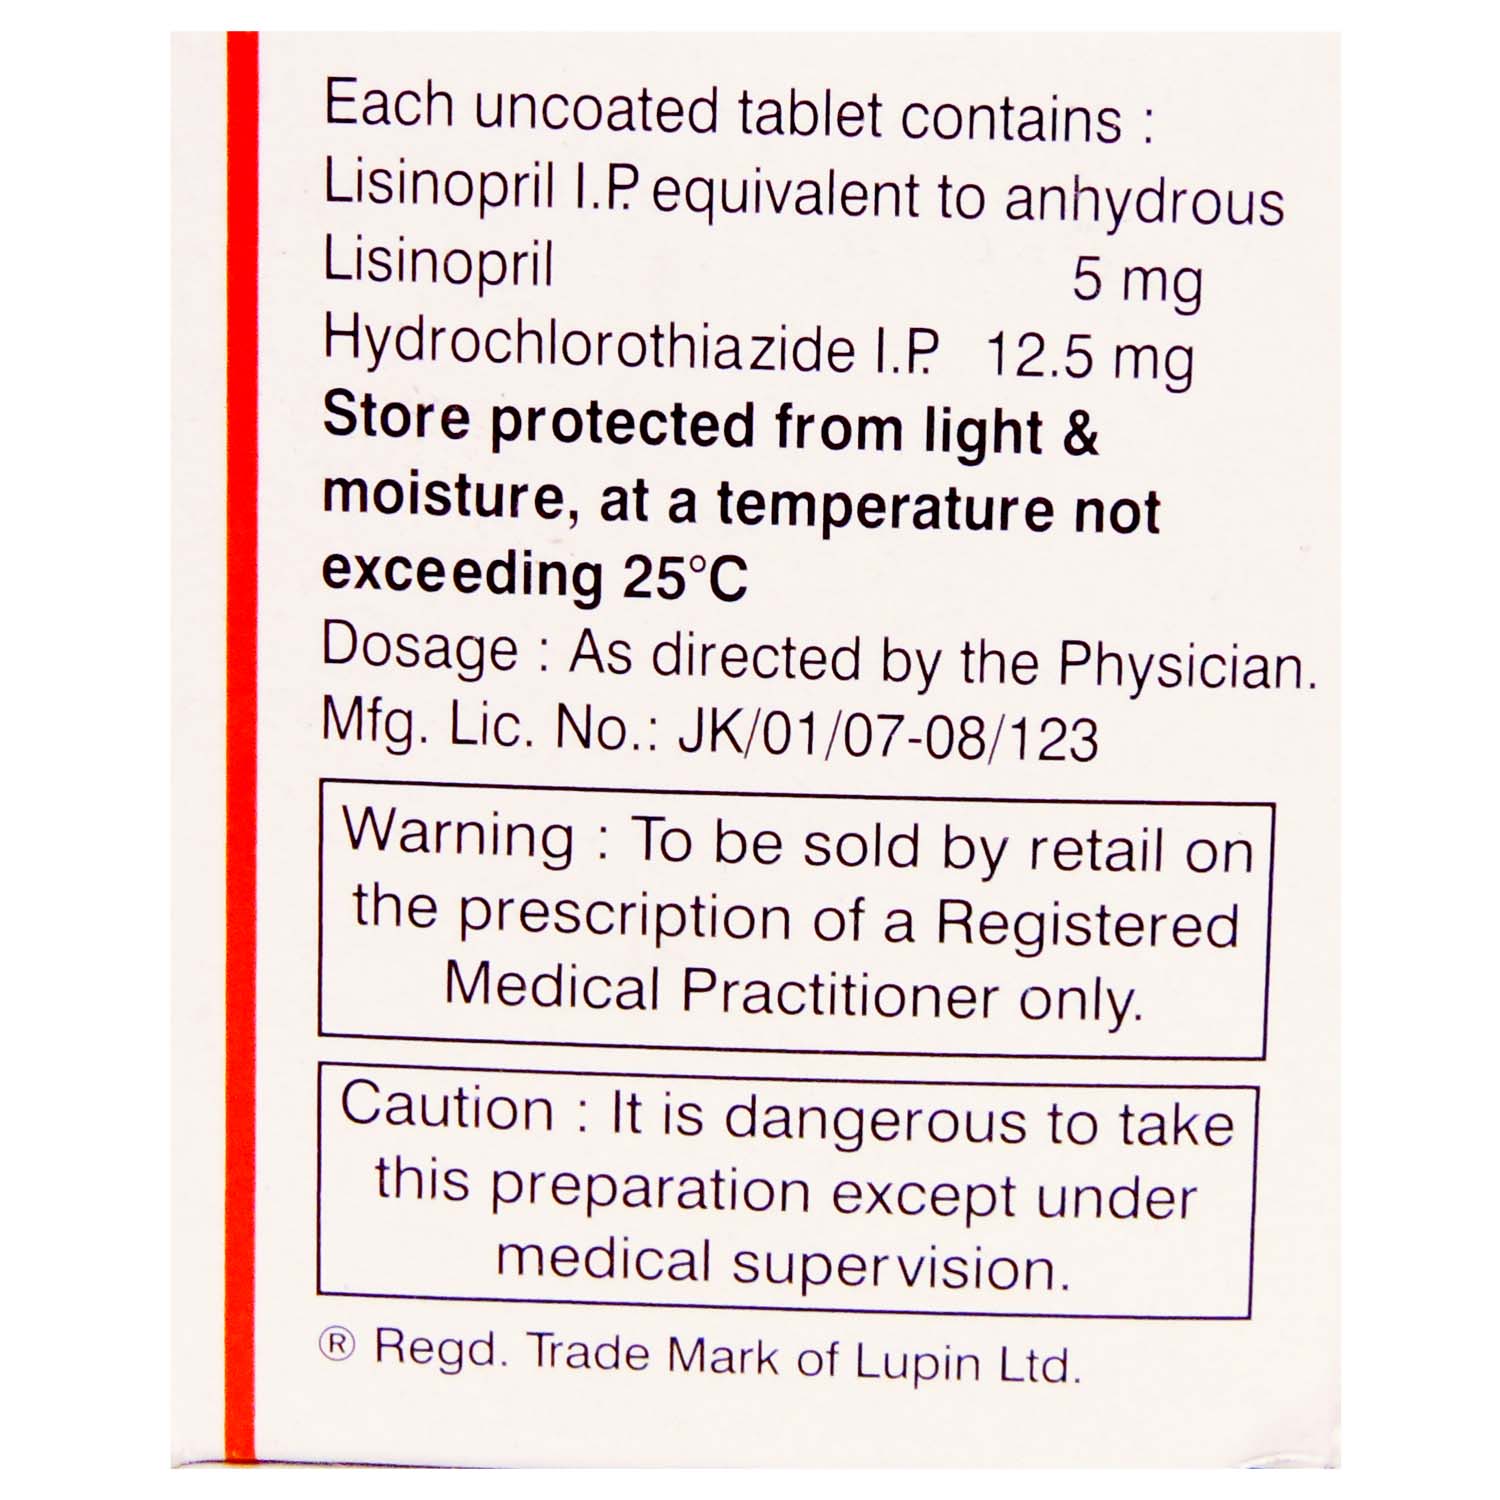 Each uncoated tablet contains :
Lisinopril I.P. equivalent to anhydrous
Lisinopril 5 mg
Hydrochlorothiazide I.P. 12.5 mg
Store protected from light &
moisture, at a temperature not
exceeding 25°C
Dosage : As directed by the Physician.
Mfg. Lic. No.: JK/01/07-08/123
Warning : To be sold by retail on
the prescription of a Registered
Medical Practitioner only.
Caution : It is dangerous to take
this preparation except under
medical supervision.
® Regd. Trade Mark of Lupin Ltd.